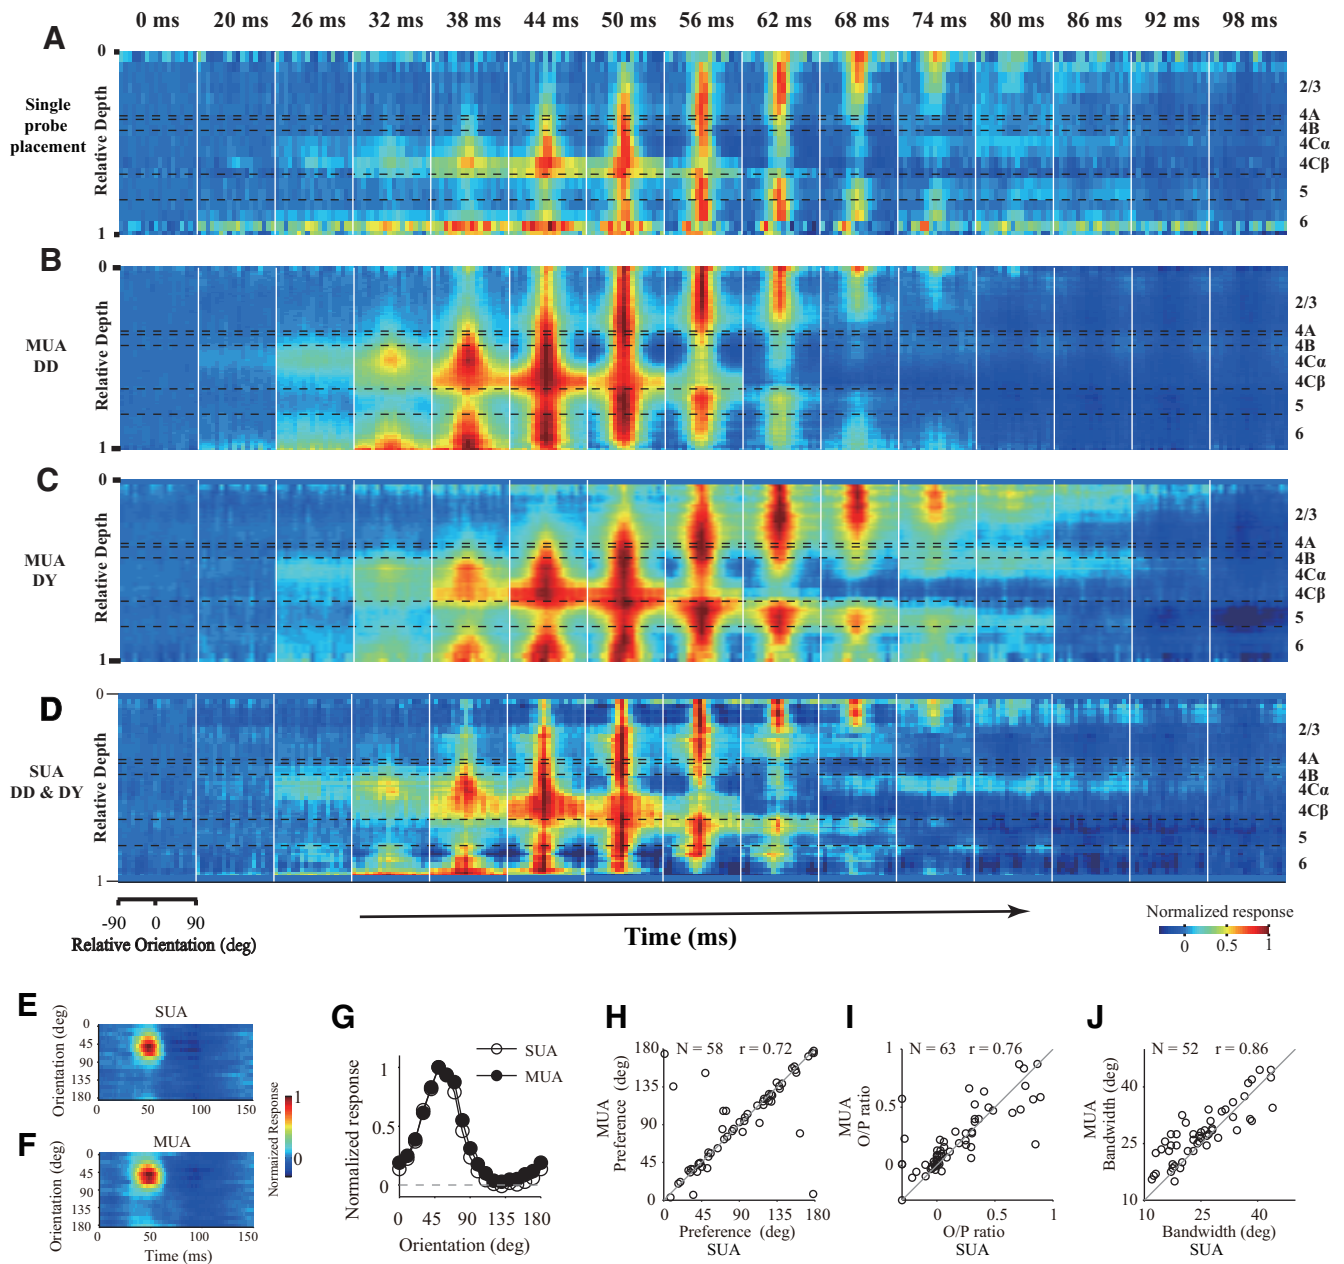 0 ms 20 ms 26 ms 32 ms 38 ms 44 ms 50 ms 56 ms 62 ms 68 ms 74 ms 80 ms 86 ms 92 ms 98 ms
A
Single
probe
placement
Relative Depth
0
1
2/3
4A
4B
4Cα
4Cβ
5
6
B
MUA
DD
Relative Depth
0
1
2/3
4A
4B
4Cα
4Cβ
5
6
C
MUA
DY
Relative Depth
0
1
2/3
4A
4B
4Cα
4Cβ
5
6
D
SUA
DD & DY
Relative Depth
0
1
2/3
4A
4B
4Cα
4Cβ
5
6
-90 0 90
Relative Orientation (deg)
Time (ms)
Normalized response
0 0.5 1
E
SUA
Orientation (deg)
0
45
90
135
180
0 50 100 150
F
MUA
Orientation (deg)
0
45
90
135
180
0 50 100 150
Time (ms)
1
0
Normalized Response
G
SUA
MUA
Normalized response
1
0.5
0
0 45 90 135 180
Orientation (deg)
H
N = 58 r = 0.72
MUA
Preference (deg)
180
135
90
45
0
0 45 90 135 180
Preference (deg)
SUA
I
N = 63 r = 0.76
MUA
O/P ratio
1
0.5
0
0 0.5 1
O/P ratio
SUA
J
N = 52 r = 0.86
MUA
Bandwidth (deg)
40
25
10
10 25 40
Bandwidth (deg)
SUA